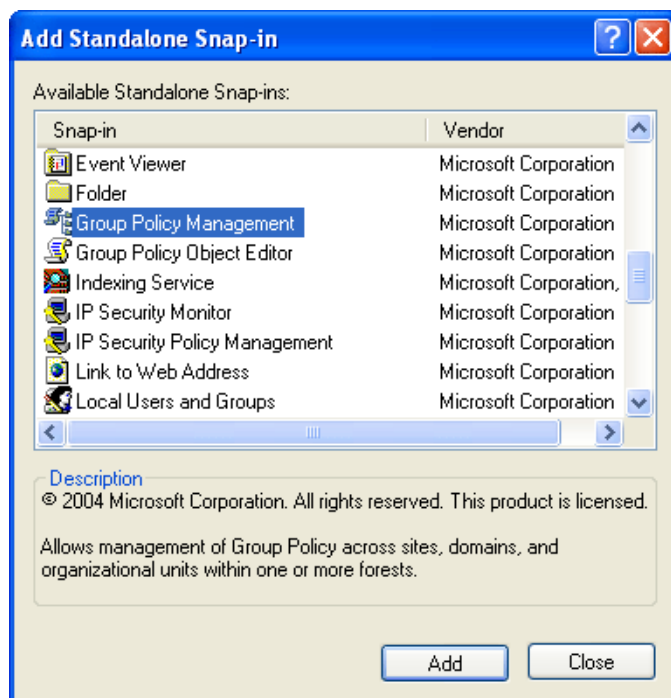 Add Standalone Snap-in
Available Standalone Snap-ins:
Snap-in Vendor
Event Viewer Microsoft Corporation
Folder Microsoft Corporation
Group Policy Management Microsoft Corporation
Group Policy Object Editor Microsoft Corporation
Indexing Service Microsoft Corporation,
IP Security Monitor Microsoft Corporation
IP Security Policy Management Microsoft Corporation
Link to Web Address Microsoft Corporation
Local Users and Groups Microsoft Corporation
Description
© 2004 Microsoft Corporation. All rights reserved. This product is licensed.
Allows management of Group Policy across sites, domains, and
organizational units within one or more forests.
Add Close